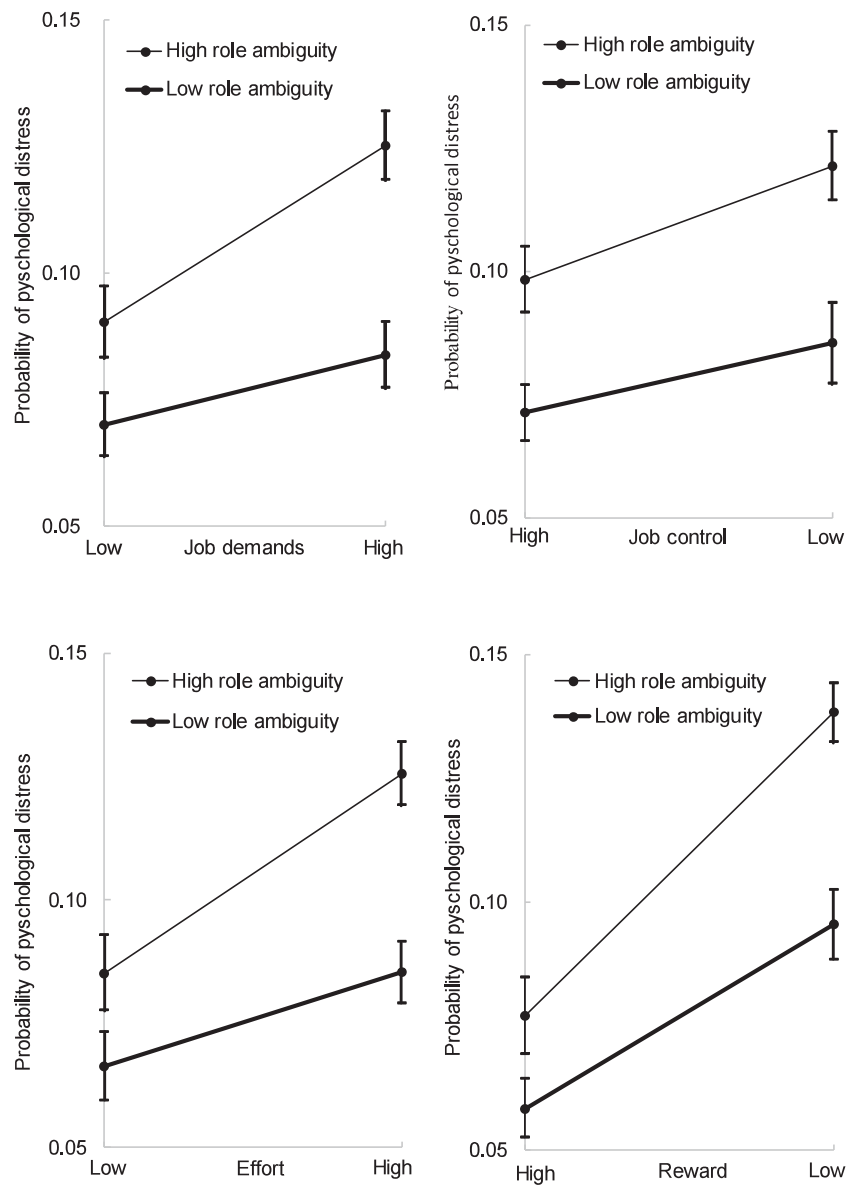 0.15
High role ambiguity
Low role ambiguity
Probability of pyschological distress
0.10
0.05
Low Job demands High
0.15
High role ambiguity
Low role ambiguity
Probability of pyschological distress
0.10
0.05
High Job control Low
0.15
High role ambiguity
Low role ambiguity
Probability of pyschological distress
0.10
0.05
Low Effort High
0.15
High role ambiguity
Low role ambiguity
Probability of pyschological distress
0.10
0.05
High Reward Low